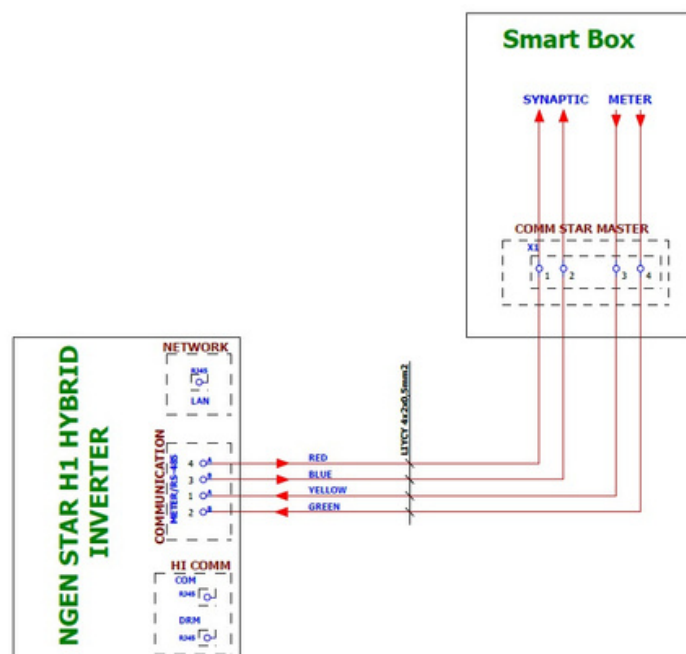 Smart Box
SYNAPTIC METER
COMM STAR MASTER
X1
1 2 3 4
NGEN STAR H1 HYBRID
INVERTER
NETWORK
RJ45
LAN
COMMUNICATION
METER/RS-485
4 A
3 B
1 A
2 B
RED
BLUE
YELLOW
GREEN
LIYCY 4x2x0,5mm2
HI COMM
COM
RJ45
DRM
RJ45